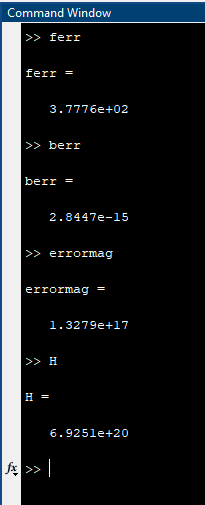 Command Window
>> ferr
ferr =
3.7776e+02
>> berr
berr =
2.8447e-15
>> errormag
errormag =
1.3279e+17
>> H
H =
6.9251e+20
fx >>